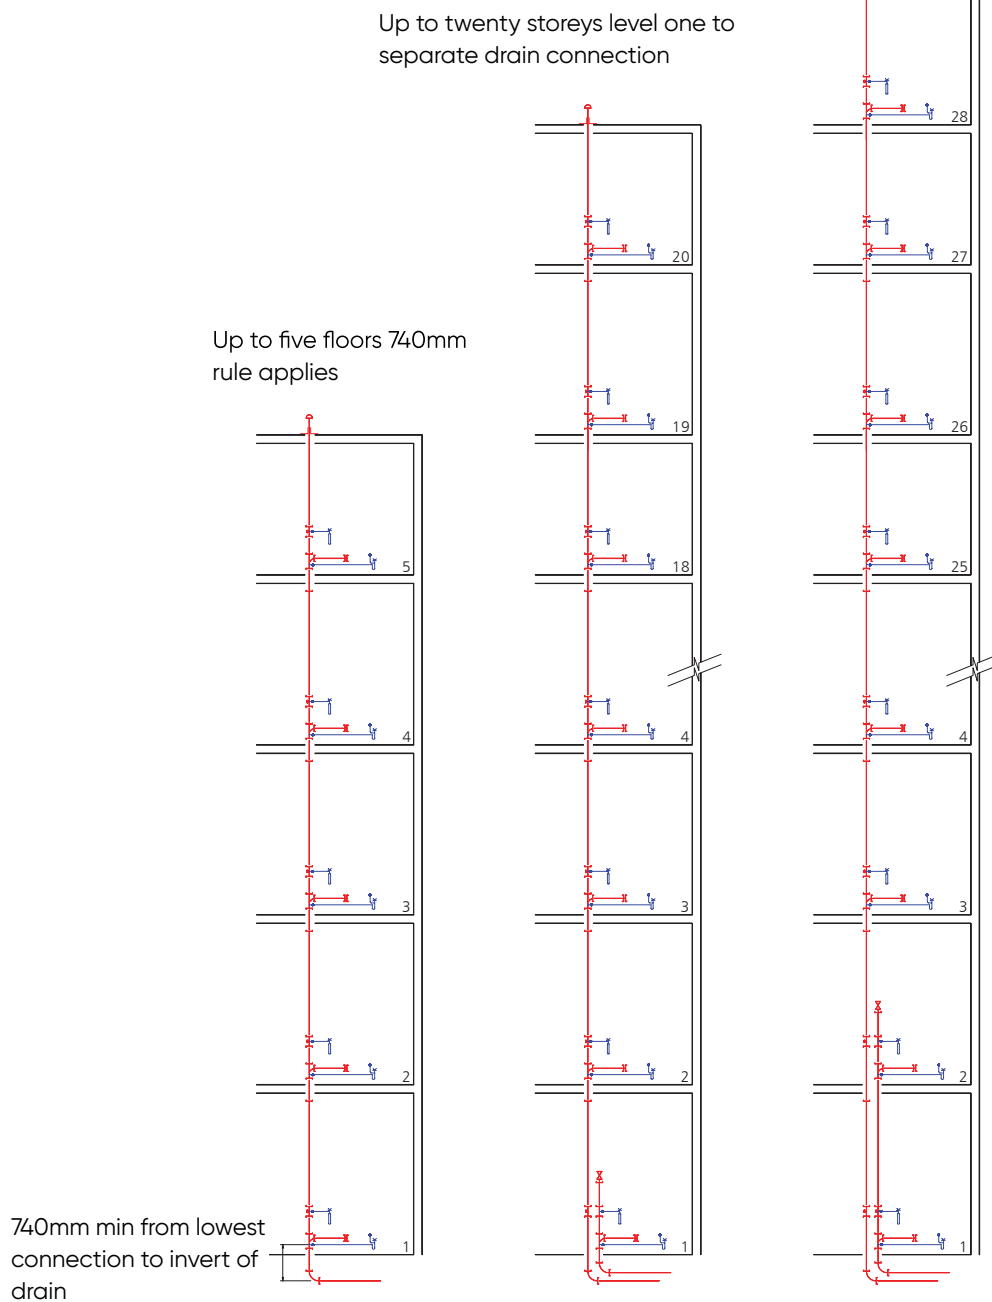 Up to twenty storeys level one to
separate drain connection
Up to five floors 740mm
rule applies
740mm min from lowest
connection to invert of
drain
5
4
3
2
1
20
19
18
4
3
2
1
28
27
26
25
4
3
2
1